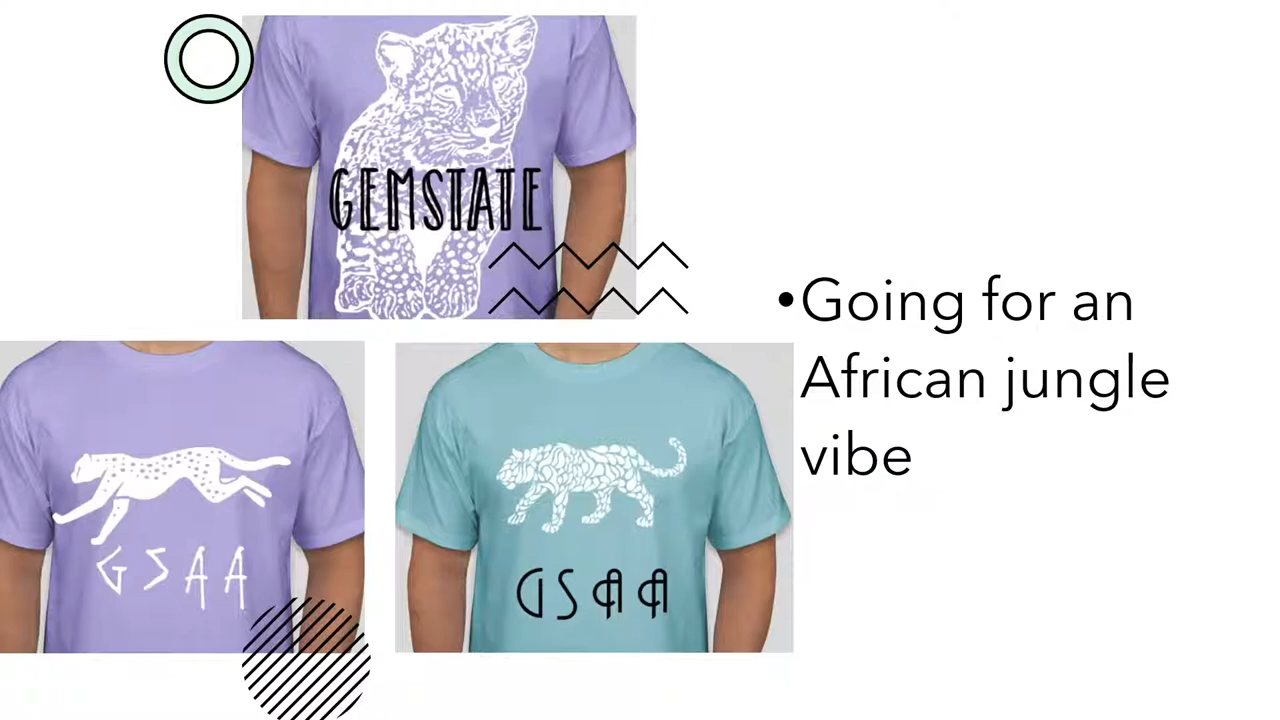 GEMSTATE
GSAA
GSAA
•Going for an
African jungle
vibe